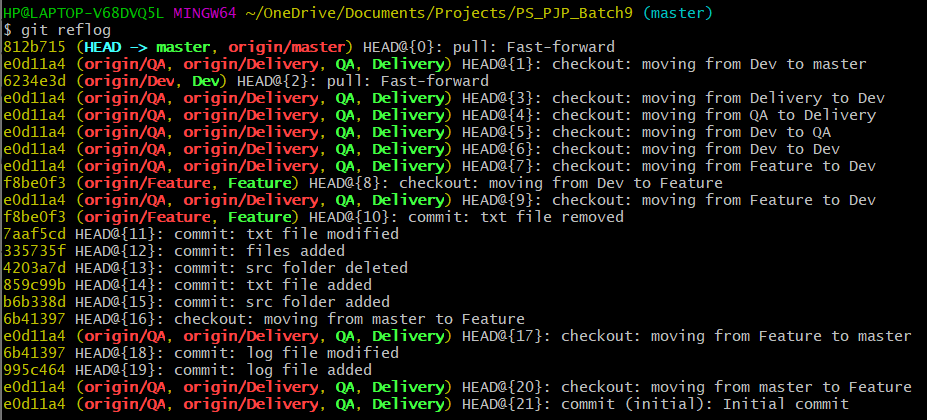 HP@LAPTOP-V68DVQ5L MINGW64 ~/OneDrive/Documents/Projects/PS_PJP_Batch9 (master)
$ git reflog
812b715 (HEAD -> master, origin/master) HEAD@{0}: pull: Fast-forward
e0d11a4 (origin/QA, origin/Delivery, QA, Delivery) HEAD@{1}: checkout: moving from Dev to master
6234e3d (origin/Dev, Dev) HEAD@{2}: pull: Fast-forward
e0d11a4 (origin/QA, origin/Delivery, QA, Delivery) HEAD@{3}: checkout: moving from Delivery to Dev
e0d11a4 (origin/QA, origin/Delivery, QA, Delivery) HEAD@{4}: checkout: moving from QA to Delivery
e0d11a4 (origin/QA, origin/Delivery, QA, Delivery) HEAD@{5}: checkout: moving from Dev to QA
e0d11a4 (origin/QA, origin/Delivery, QA, Delivery) HEAD@{6}: checkout: moving from Dev to Dev
e0d11a4 (origin/QA, origin/Delivery, QA, Delivery) HEAD@{7}: checkout: moving from Feature to Dev
f8be0f3 (origin/Feature, Feature) HEAD@{8}: checkout: moving from Dev to Feature
e0d11a4 (origin/QA, origin/Delivery, QA, Delivery) HEAD@{9}: checkout: moving from Feature to Dev
f8be0f3 (origin/Feature, Feature) HEAD@{10}: commit: txt file removed
7aaf5cd HEAD@{11}: commit: txt file modified
335735f HEAD@{12}: commit: files added
4203a7d HEAD@{13}: commit: src folder deleted
859c99b HEAD@{14}: commit: txt file added
b6b338d HEAD@{15}: commit: src folder added
6b41397 HEAD@{16}: checkout: moving from master to Feature
e0d11a4 (origin/QA, origin/Delivery, QA, Delivery) HEAD@{17}: checkout: moving from Feature to master
6b41397 HEAD@{18}: commit: log file modified
995c464 HEAD@{19}: commit: log file added
e0d11a4 (origin/QA, origin/Delivery, QA, Delivery) HEAD@{20}: checkout: moving from master to Feature
e0d11a4 (origin/QA, origin/Delivery, QA, Delivery) HEAD@{21}: commit (initial): Initial commit